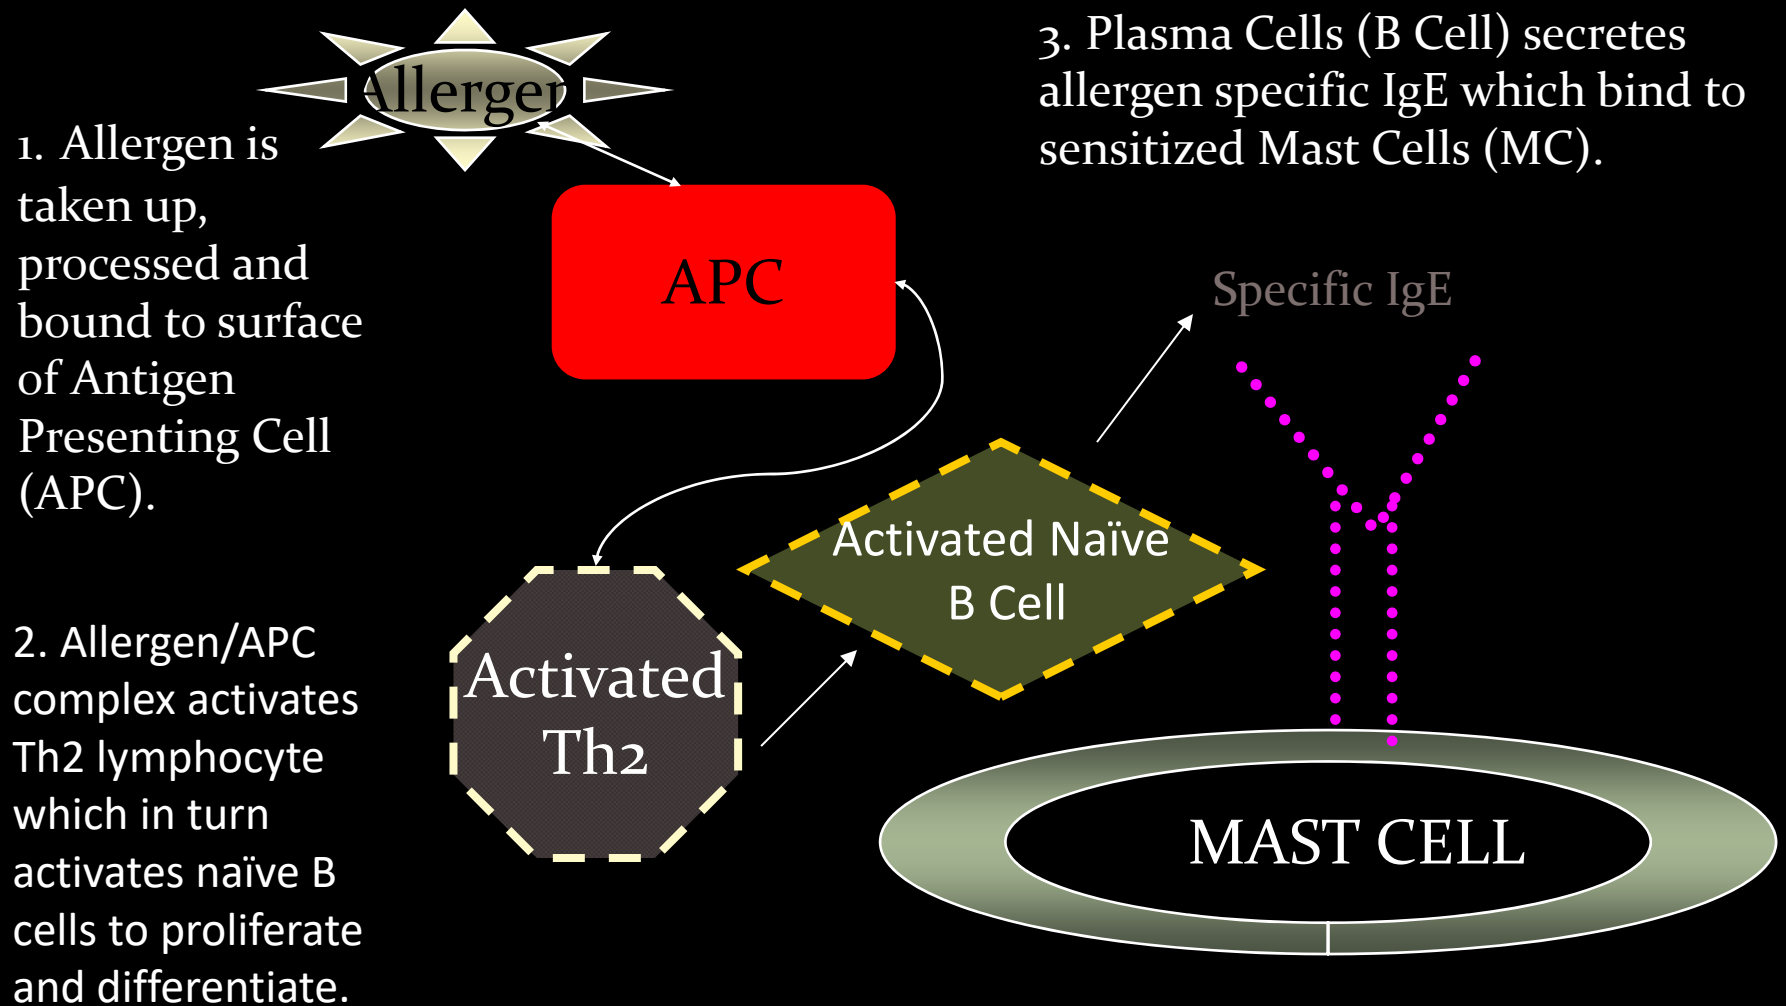 Allergen
1. Allergen is
taken up,
processed and
bound to surface
of Antigen
Presenting Cell
(APC).
2. Allergen/APC
complex activates
Th2 lymphocyte
which in turn
activates naïve B
cells to proliferate
and differentiate.
3. Plasma Cells (B Cell) secretes
allergen specific IgE which bind to
sensitized Mast Cells (MC).
APC
Specific IgE
Activated Naïve
B Cell
Activated
Th2
MAST CELL